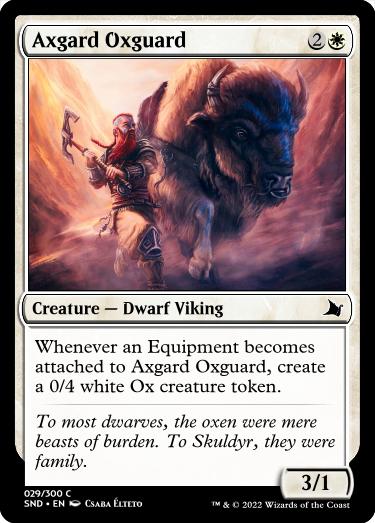 Axgard Oxguard 2
Creature — Dwarf Viking
Whenever an Equipment becomes
attached to Axgard Oxguard, create
a 0/4 white Ox creature token.
To most dwarves, the oxen were mere
beasts of burden. To Skuldyr, they were
family.
3/1
029/300 C
SND • EN Csaba Élteto ™ & © 2022 Wizards of the Coast